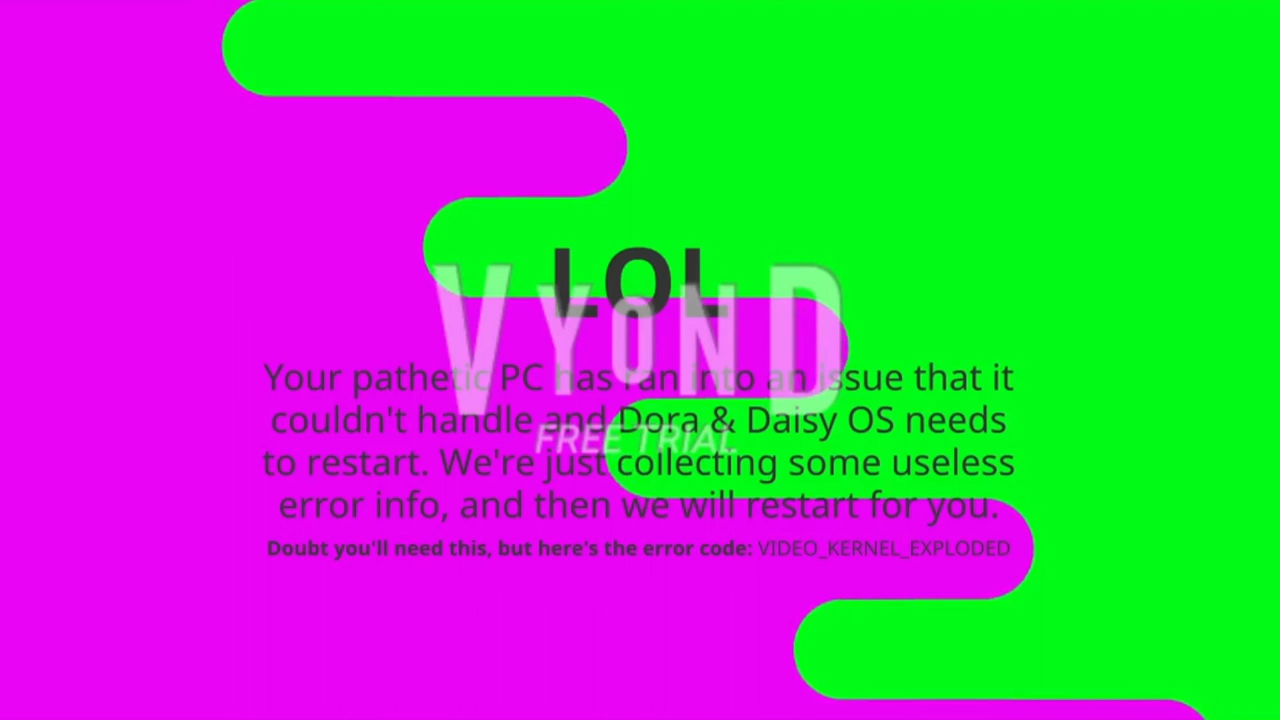 LOL
VYOND
FREE TRIAL
Your pathetic PC has ran into an issue that it
couldn't handle and Dora & Daisy OS needs
to restart. We're just collecting some useless
error info, and then we will restart for you.
Doubt you'll need this, but here's the error code: VIDEO_KERNEL_EXPLODED